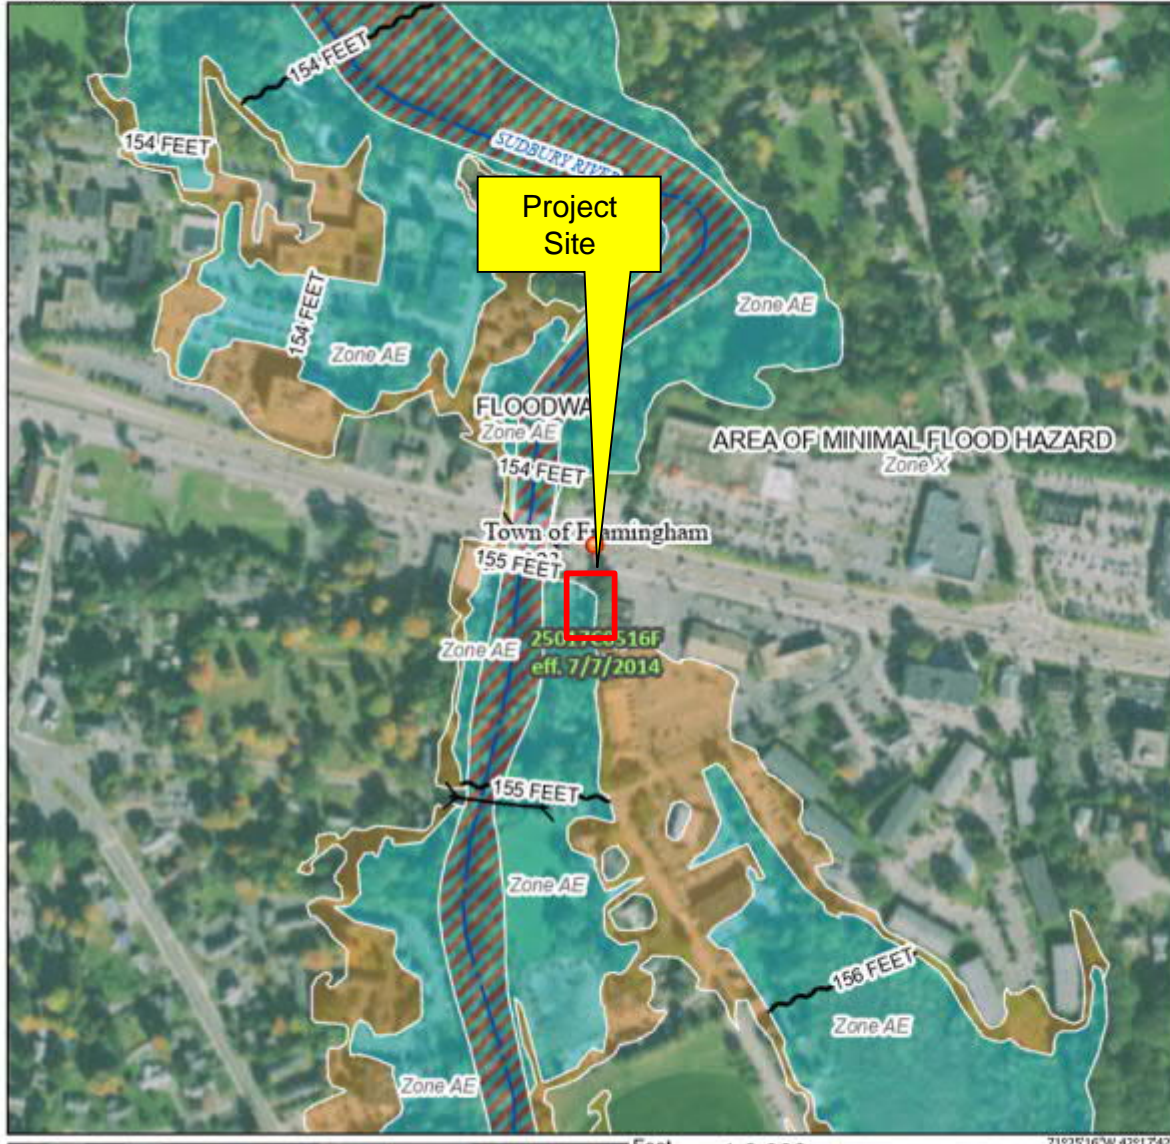 154 FEET
154 FEET
SUDBURY RIVER
Project
Site
154 FEET
Zone AE
Zone AE
FLOODWA
Zone AE
AREA OF MINIMAL FLOOD HAZARD
Zone X
154 FEET
Town of Framingham
155 FEET
Zone AE
25017C0516F
eff. 7/7/2014
155 FEET
Zone AE
156 FEET
Zone AE
Zone AE